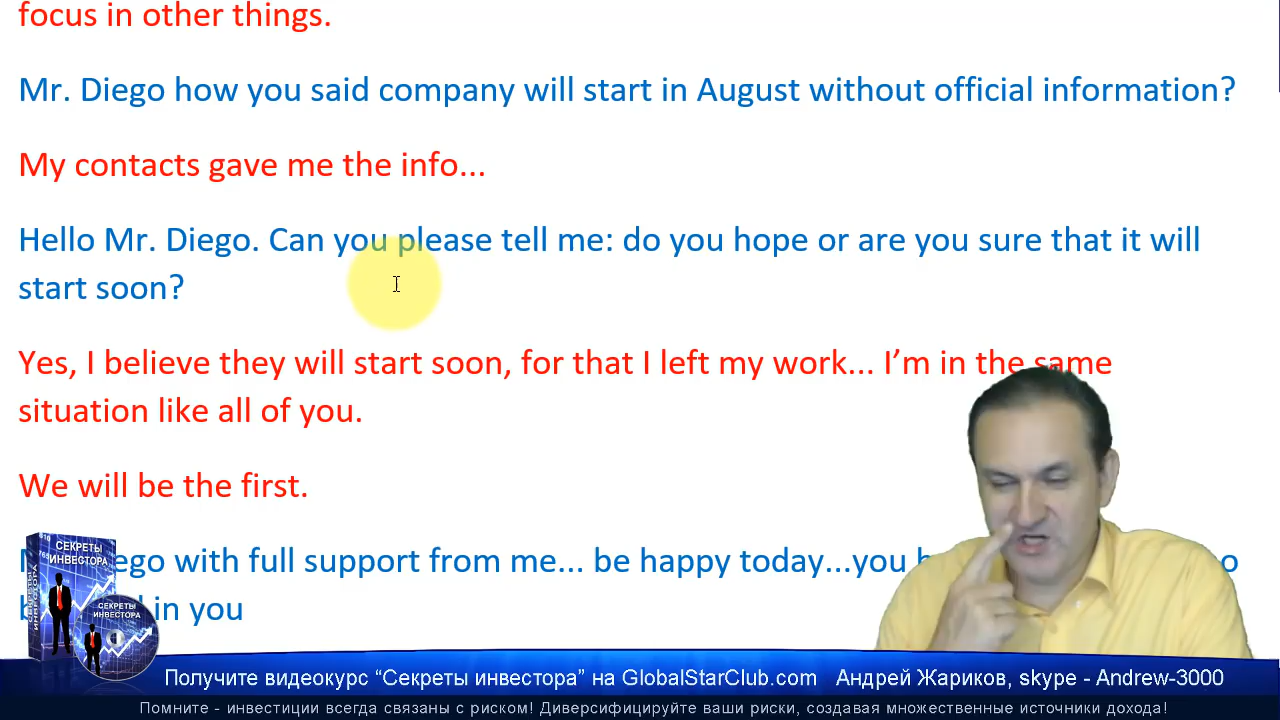 focus in other things.
Mr. Diego how you said company will start in August without official information?
My contacts gave me the info...
Hello Mr. Diego. Can you please tell me: do you hope or are you sure that it will
start soon?
Yes, I believe they will start soon, for that I left my work... I’m in the same
situation like all of you.
We will be the first.
with full support from me... be happy today...you
in you
СЕКРЕТЫ
ИНВЕСТОРА
СЕКРЕТЫ
ИНВЕСТОРА
Получите видеокурс “Секреты инвестора” на GlobalStarClub.com Андрей Жариков, skype - Andrew-3000
Помните - инвестиции всегда связаны с риском! Диверсифицируйте ваши риски, создавая множественные источники дохода!